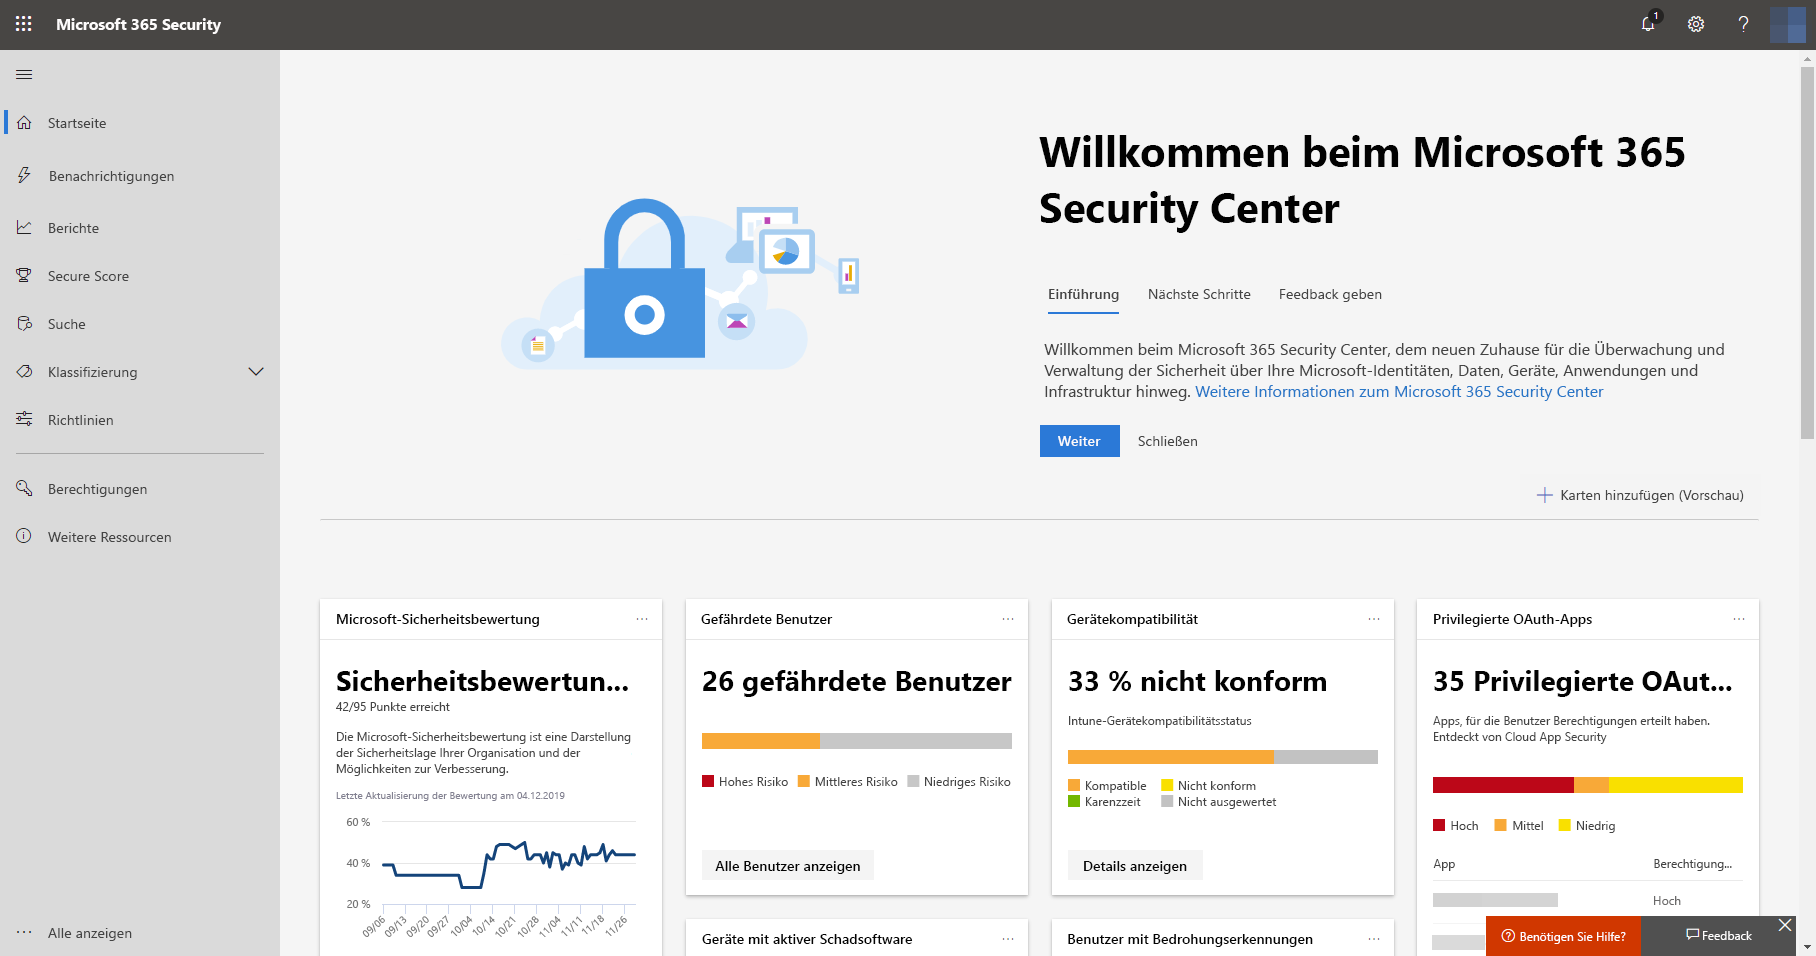 Microsoft 365 Security
1
?
Startseite
Benachrichtigungen
Berichte
Secure Score
Suche
Klassifizierung
Richtlinien
Berechtigungen
Weitere Ressourcen
Alle anzeigen
Willkommen beim Microsoft 365
Security Center
Einführung Nächste Schritte Feedback geben
Willkommen beim Microsoft 365 Security Center, dem neuen Zuhause für die Überwachung und
Verwaltung der Sicherheit über Ihre Microsoft-Identitäten, Daten, Geräte, Anwendungen und
Infrastruktur hinweg. Weitere Informationen zum Microsoft 365 Security Center
Weiter Schließen
Karten hinzufügen (Vorschau)
Microsoft-Sicherheitsbewertung ...
Sicherheitsbewertun...
42/95 Punkte erreicht
Die Microsoft-Sicherheitsbewertung ist eine Darstellung
der Sicherheitslage Ihrer Organisation und der
Möglichkeiten zur Verbesserung.
Letzte Aktualisierung der Bewertung am 04.12.2019
60 %
40 %
20 %
09/06 09/13 09/20 09/27 10/04 10/14 10/21 10/28 11/04 11/11 11/18 11/26
Gefährdete Benutzer ...
26 gefährdete Benutzer
Hohes Risiko Mittleres Risiko Niedriges Risiko
Alle Benutzer anzeigen
Gerätekompatibilität ...
33 % nicht konform
Intune-Gerätekompatibilitätsstatus
Kompatible Nicht konform
Karenzzeit Nicht ausgewertet
Details anzeigen
Privilegierte OAuth-Apps ...
35 Privilegierte OAut...
Apps, für die Benutzer Berechtigungen erteilt haben.
Entdeckt von Cloud App Security
Hoch Mittel Niedrig
App Berechtigung...
Hoch
Geräte mit aktiver Schadsoftware ...
Benutzer mit Bedrohungserkennungen ...
Benötigen Sie Hilfe? Feedback